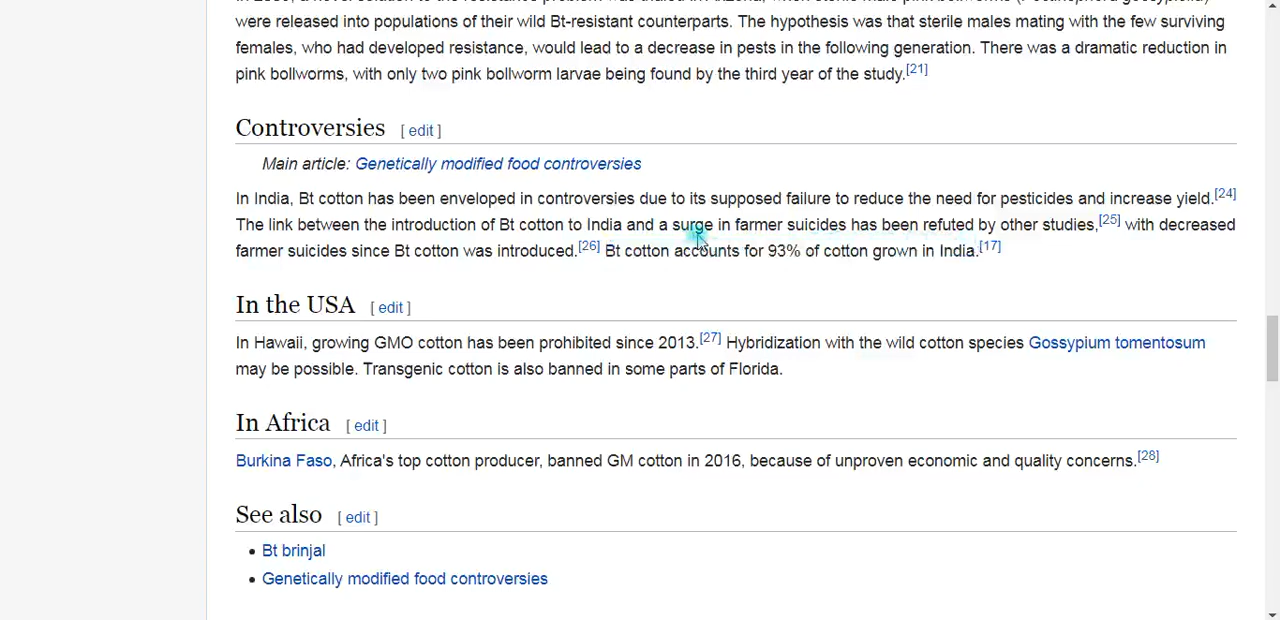 were released into populations of their wild Bt-resistant counterparts. The hypothesis was that sterile males mating with the few surviving
females, who had developed resistance, would lead to a decrease in pests in the following generation. There was a dramatic reduction in
pink bollworms, with only two pink bollworm larvae being found by the third year of the study.[21]
Controversies [ edit ]
Main article: Genetically modified food controversies
In India, Bt cotton has been enveloped in controversies due to its supposed failure to reduce the need for pesticides and increase yield.[24]
The link between the introduction of Bt cotton to India and a surge in farmer suicides has been refuted by other studies,[25] with decreased
farmer suicides since Bt cotton was introduced.[26] Bt cotton accounts for 93% of cotton grown in India.[17]
In the USA [ edit ]
In Hawaii, growing GMO cotton has been prohibited since 2013.[27] Hybridization with the wild cotton species Gossypium tomentosum
may be possible. Transgenic cotton is also banned in some parts of Florida.
In Africa [ edit ]
Burkina Faso, Africa's top cotton producer, banned GM cotton in 2016, because of unproven economic and quality concerns.[28]
See also [ edit ]
• Bt brinjal
• Genetically modified food controversies